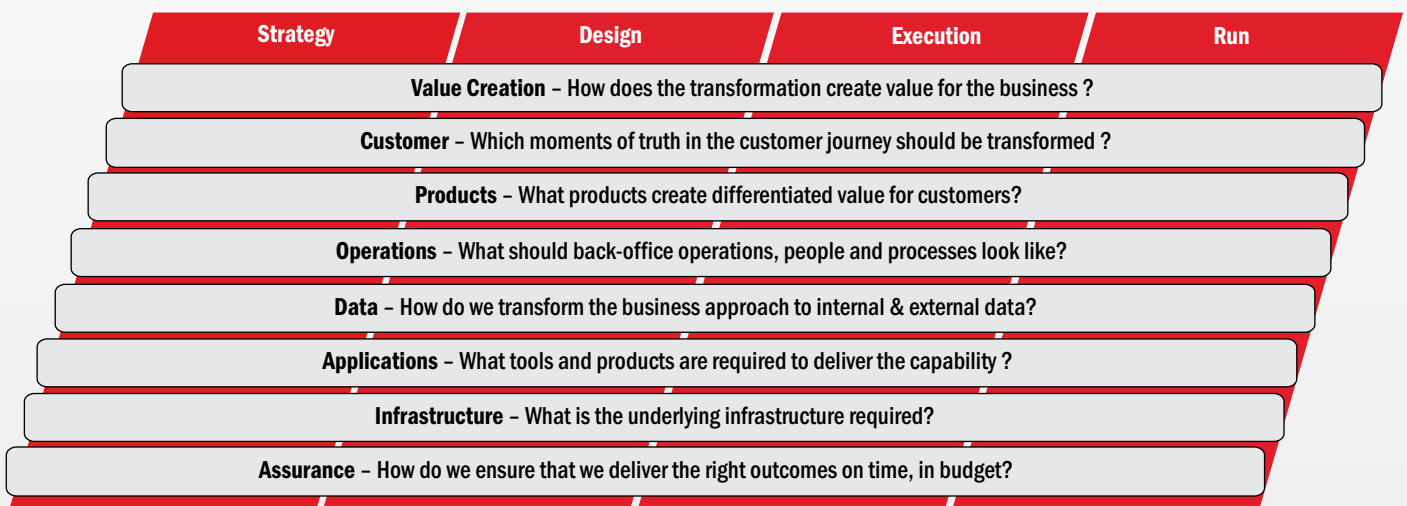 Strategy Design Execution Run
Value Creation – How does the transformation create value for the business ?
Customer – Which moments of truth in the customer journey should be transformed ?
Products – What products create differentiated value for customers?
Operations – What should back-office operations, people and processes look like?
Data – How do we transform the business approach to internal & external data?
Applications – What tools and products are required to deliver the capability ?
Infrastructure – What is the underlying infrastructure required?
Assurance – How do we ensure that we deliver the right outcomes on time, in budget?